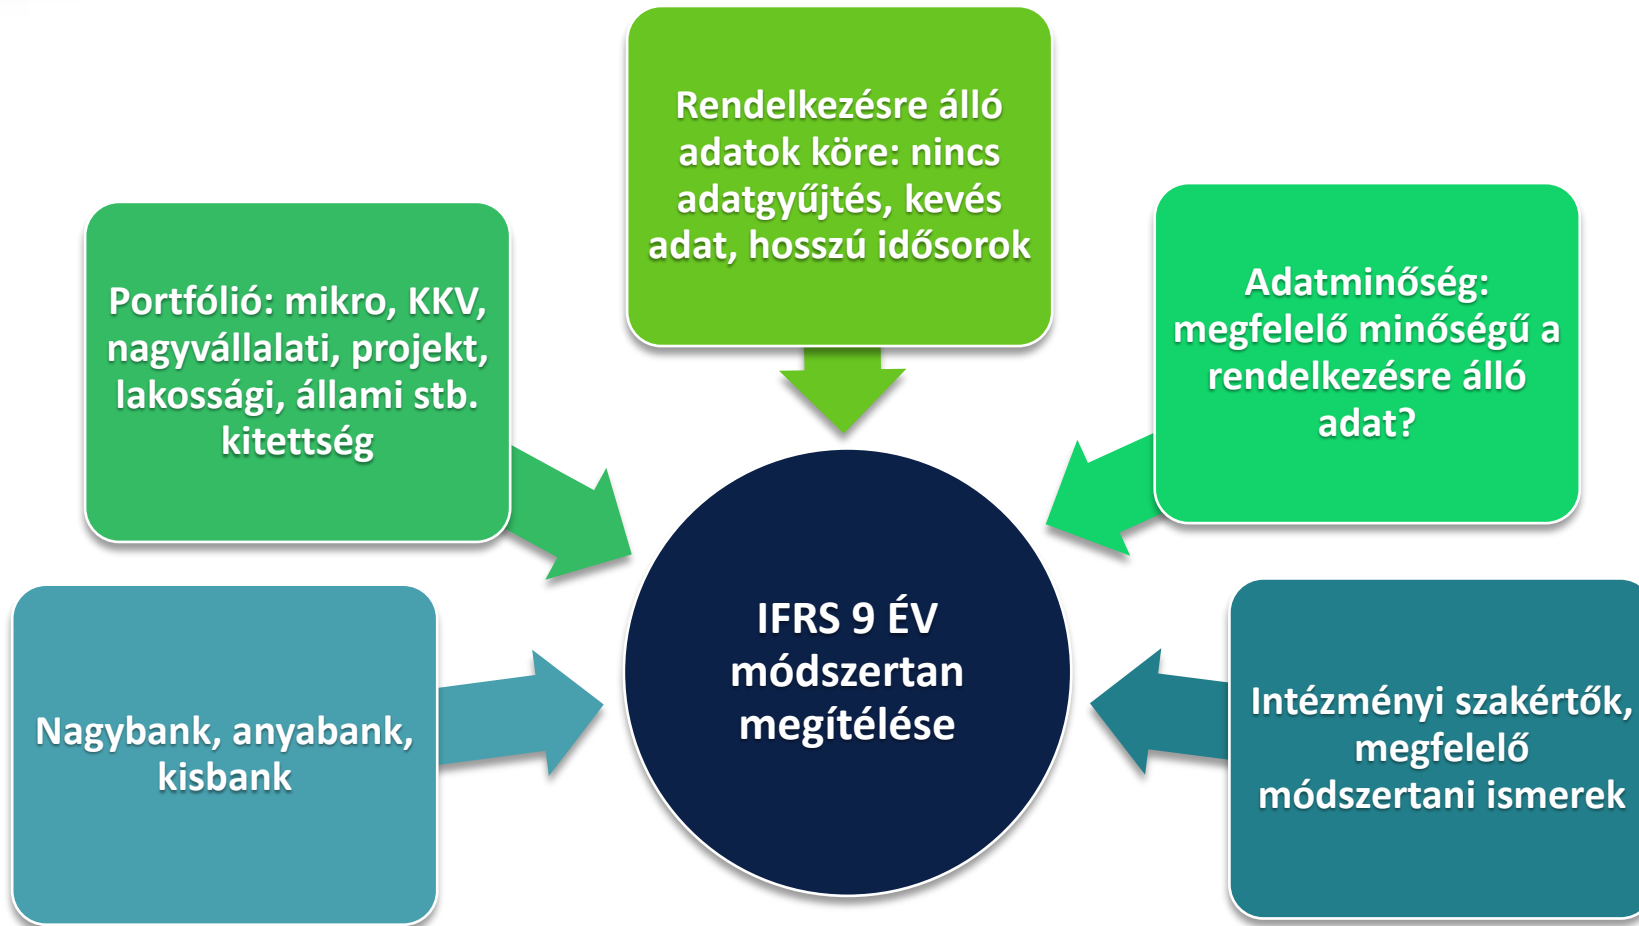 Rendelkezésre álló
adatok köre: nincs
adatgyűjtés, kevés
adat, hosszú idősorok
Portfólió: mikro, KKV,
nagyvállalati, projekt,
lakossági, állami stb.
kitettség
Adatminőség:
megfelelő minőségű a
rendelkezésre álló
adat?
Nagybank, anyabank,
kisbank
IFRS 9 ÉV
módszertan
megítélése
Intézményi szakértők,
megfelelő
módszertani ismerek